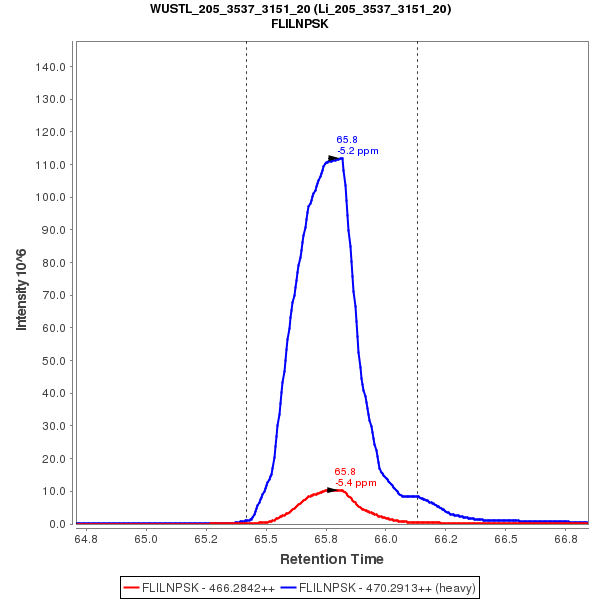 WUSTL_205_3537_3151_20 (Li_205_3537_3151_20)
FLILNPSK
Intensity 10^6
140.0
130.0
120.0
110.0
100.0
90.0
80.0
70.0
60.0
50.0
40.0
30.0
20.0
10.0
0.0
65.8
-5.2 ppm
65.8
-5.4 ppm
64.8 65.0 65.2 65.5 65.8 66.0 66.2 66.5 66.8
Retention Time
FLILNPSK - 466.2842++ FLILNPSK - 470.2913++ (heavy)